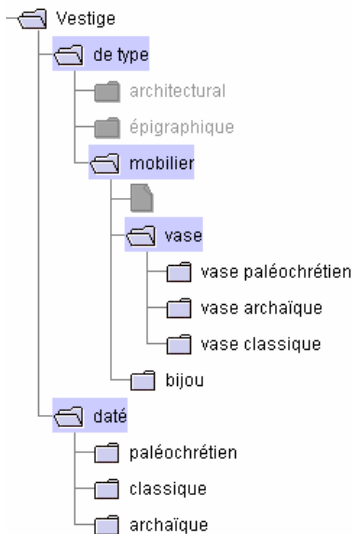 Vestige
de type
architectural
épigraphique
mobilier
vase
vase paléochrétien
vase archaïque
vase classique
bijou
daté
paléochrétien
classique
archaïque